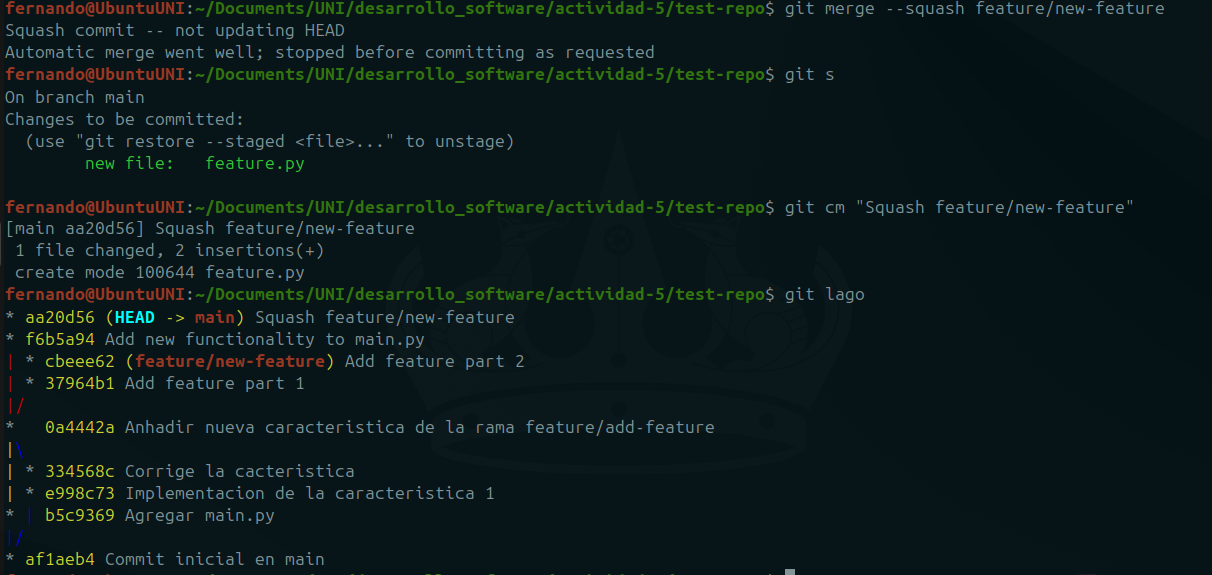 fernando@UbuntuUNI:~/Documents/UNI/desarrollo_software/actividad-5/test-repo$ git merge --squash feature/new-feature
Squash commit -- not updating HEAD
Automatic merge went well; stopped before committing as requested
fernando@UbuntuUNI:~/Documents/UNI/desarrollo_software/actividad-5/test-repo$ git s
On branch main
Changes to be committed:
  (use "git restore --staged <file>..." to unstage)
        new file:   feature.py
fernando@UbuntuUNI:~/Documents/UNI/desarrollo_software/actividad-5/test-repo$ git cm "Squash feature/new-feature"
[main aa20d56] Squash feature/new-feature
 1 file changed, 2 insertions(+)
 create mode 100644 feature.py
fernando@UbuntuUNI:~/Documents/UNI/desarrollo_software/actividad-5/test-repo$ git lago
* aa20d56 (HEAD -> main) Squash feature/new-feature
* f6b5a94 Add new functionality to main.py
| * cbeee62 (feature/new-feature) Add feature part 2
| * 37964b1 Add feature part 1
|/
*   0a4442a Anhadir nueva caracteristica de la rama feature/add-feature
|\
| * 334568c Corrige la cacteristica
| * e998c73 Implementacion de la caracteristica 1
* | b5c9369 Agregar main.py
|/
* af1aeb4 Commit inicial en main